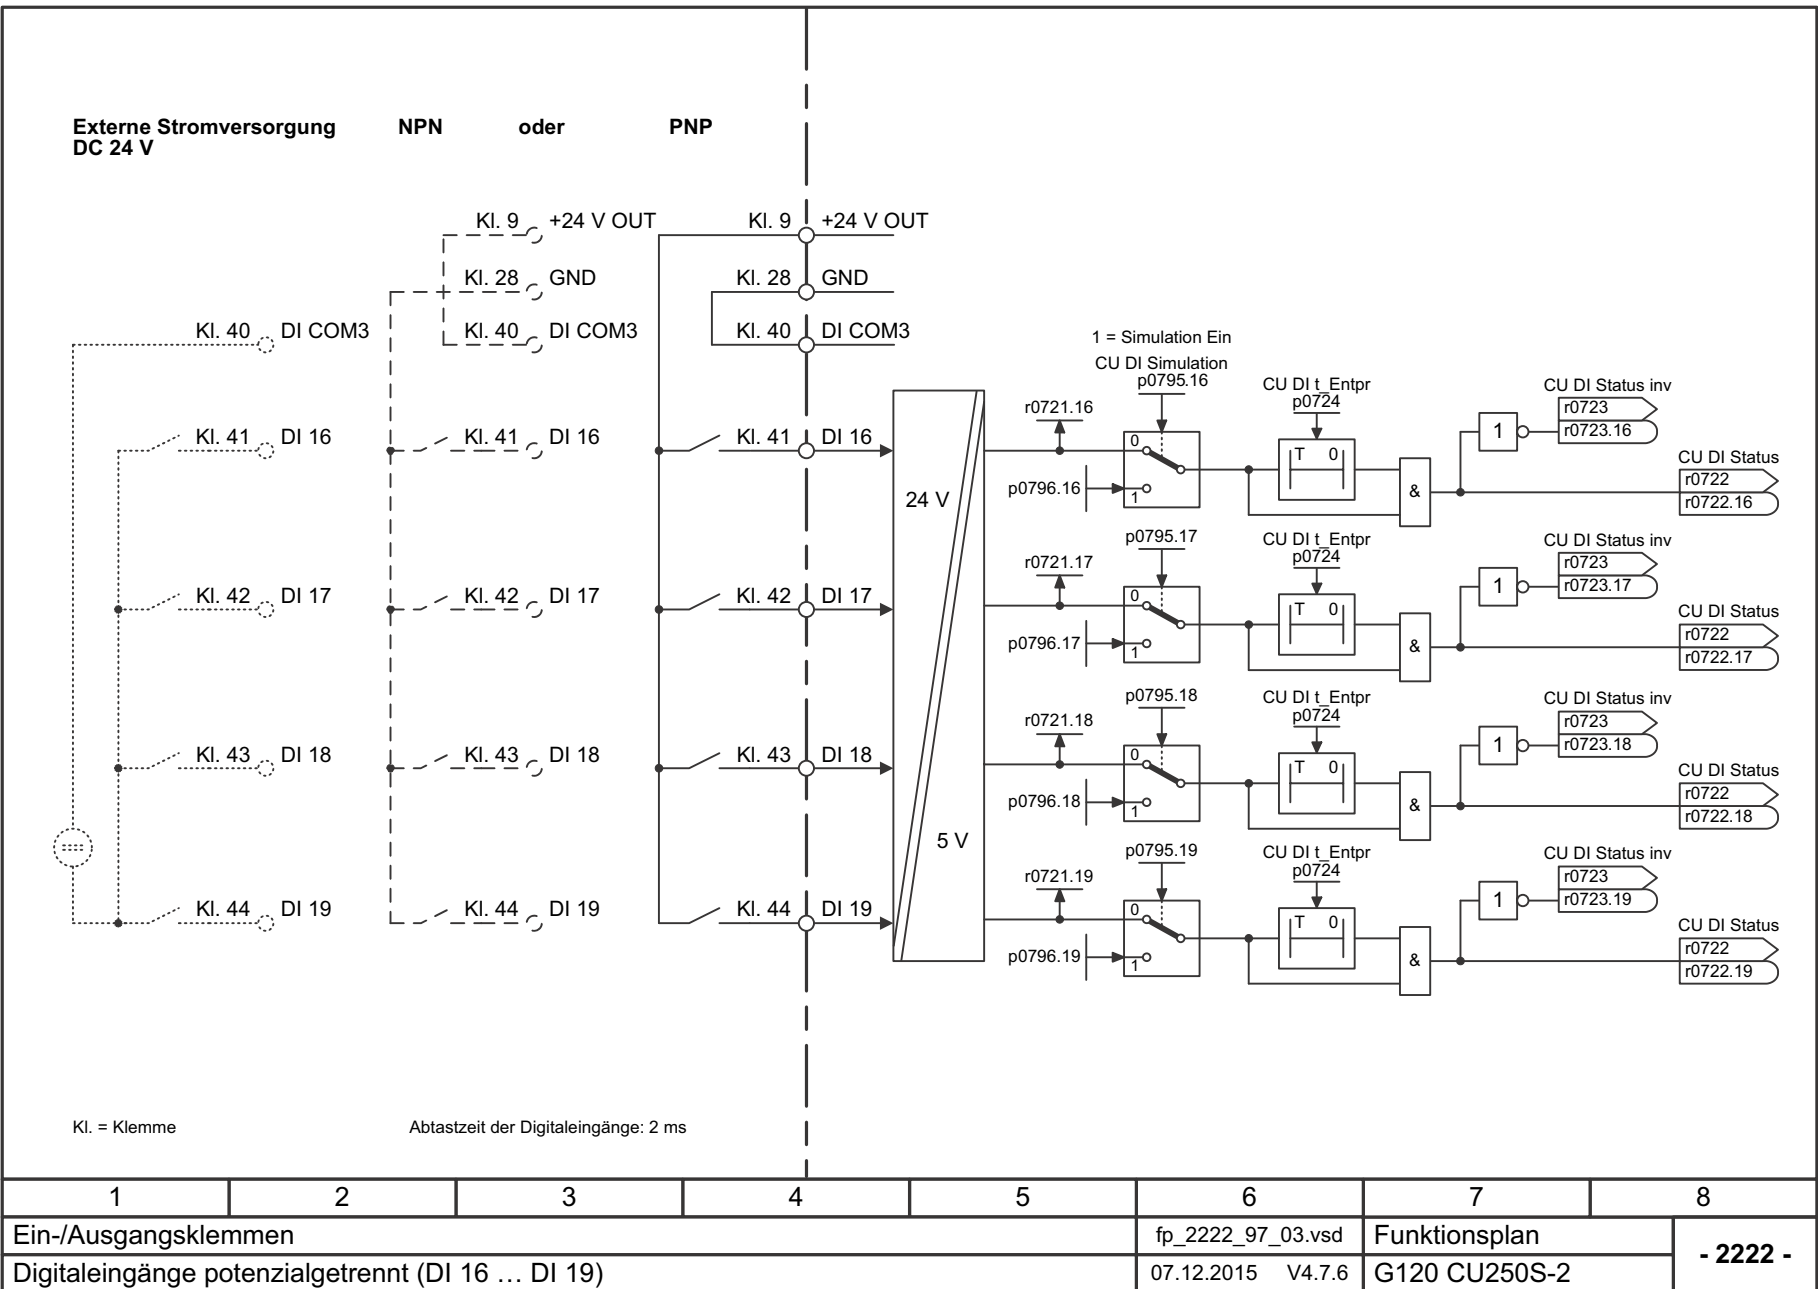 Externe Stromversorgung NPN oder PNP
DC 24 V
Kl. 9 +24 V OUT Kl. 9 +24 V OUT
Kl. 28 GND Kl. 28 GND
Kl. 40 DI COM3 Kl. 40 DI COM3 Kl. 40 DI COM3
1 = Simulation Ein
CU DI Simulation
p0795.16
CU DI t_Entpr
p0724
CU DI Status inv
r0723
r0723.16
r0721.16
Kl. 41 DI 16 Kl. 41 DI 16 Kl. 41 DI 16
0
T 0
1
&
CU DI Status
r0722
r0722.16
p0796.16
1
24 V
p0795.17
CU DI t_Entpr
p0724
CU DI Status inv
r0723
r0723.17
r0721.17
Kl. 42 DI 17 Kl. 42 DI 17 Kl. 42 DI 17
0
T 0
1
&
CU DI Status
r0722
r0722.17
p0796.17
1
p0795.18
CU DI t_Entpr
p0724
CU DI Status inv
r0723
r0723.18
r0721.18
Kl. 43 DI 18 Kl. 43 DI 18 Kl. 43 DI 18
0
T 0
1
&
CU DI Status
r0722
r0722.18
p0796.18
1
5 V
p0795.19
CU DI t_Entpr
p0724
CU DI Status inv
r0723
r0723.19
r0721.19
Kl. 44 DI 19 Kl. 44 DI 19 Kl. 44 DI 19
0
T 0
1
&
CU DI Status
r0722
r0722.19
p0796.19
1
Kl. = Klemme Abtastzeit der Digitaleingänge: 2 ms
1 2 3 4 5 6 7 8
Ein-/Ausgangsklemmen fp_2222_97_03.vsd Funktionsplan - 2222 -
Digitaleingänge potenzialgetrennt (DI 16 … DI 19) 07.12.2015 V4.7.6 G120 CU250S-2